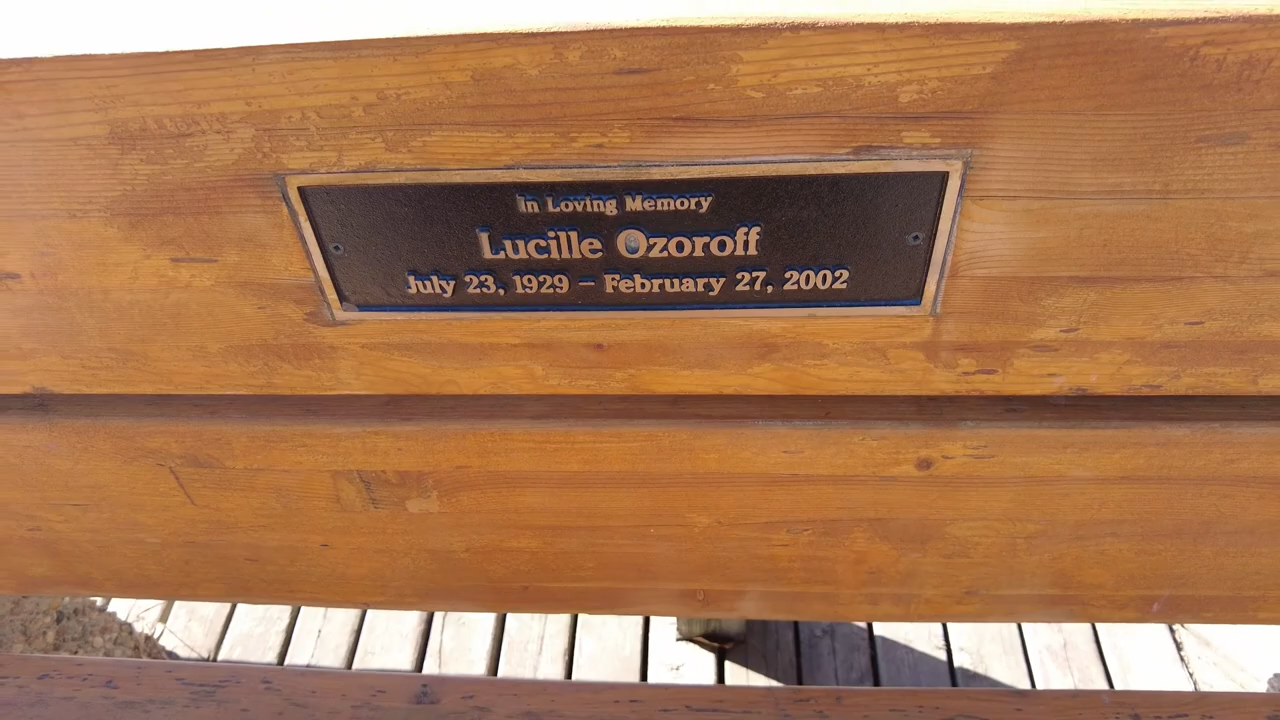 In Loving Memory
Lucille Ozoroff
July 23, 1929 – February 27, 2002